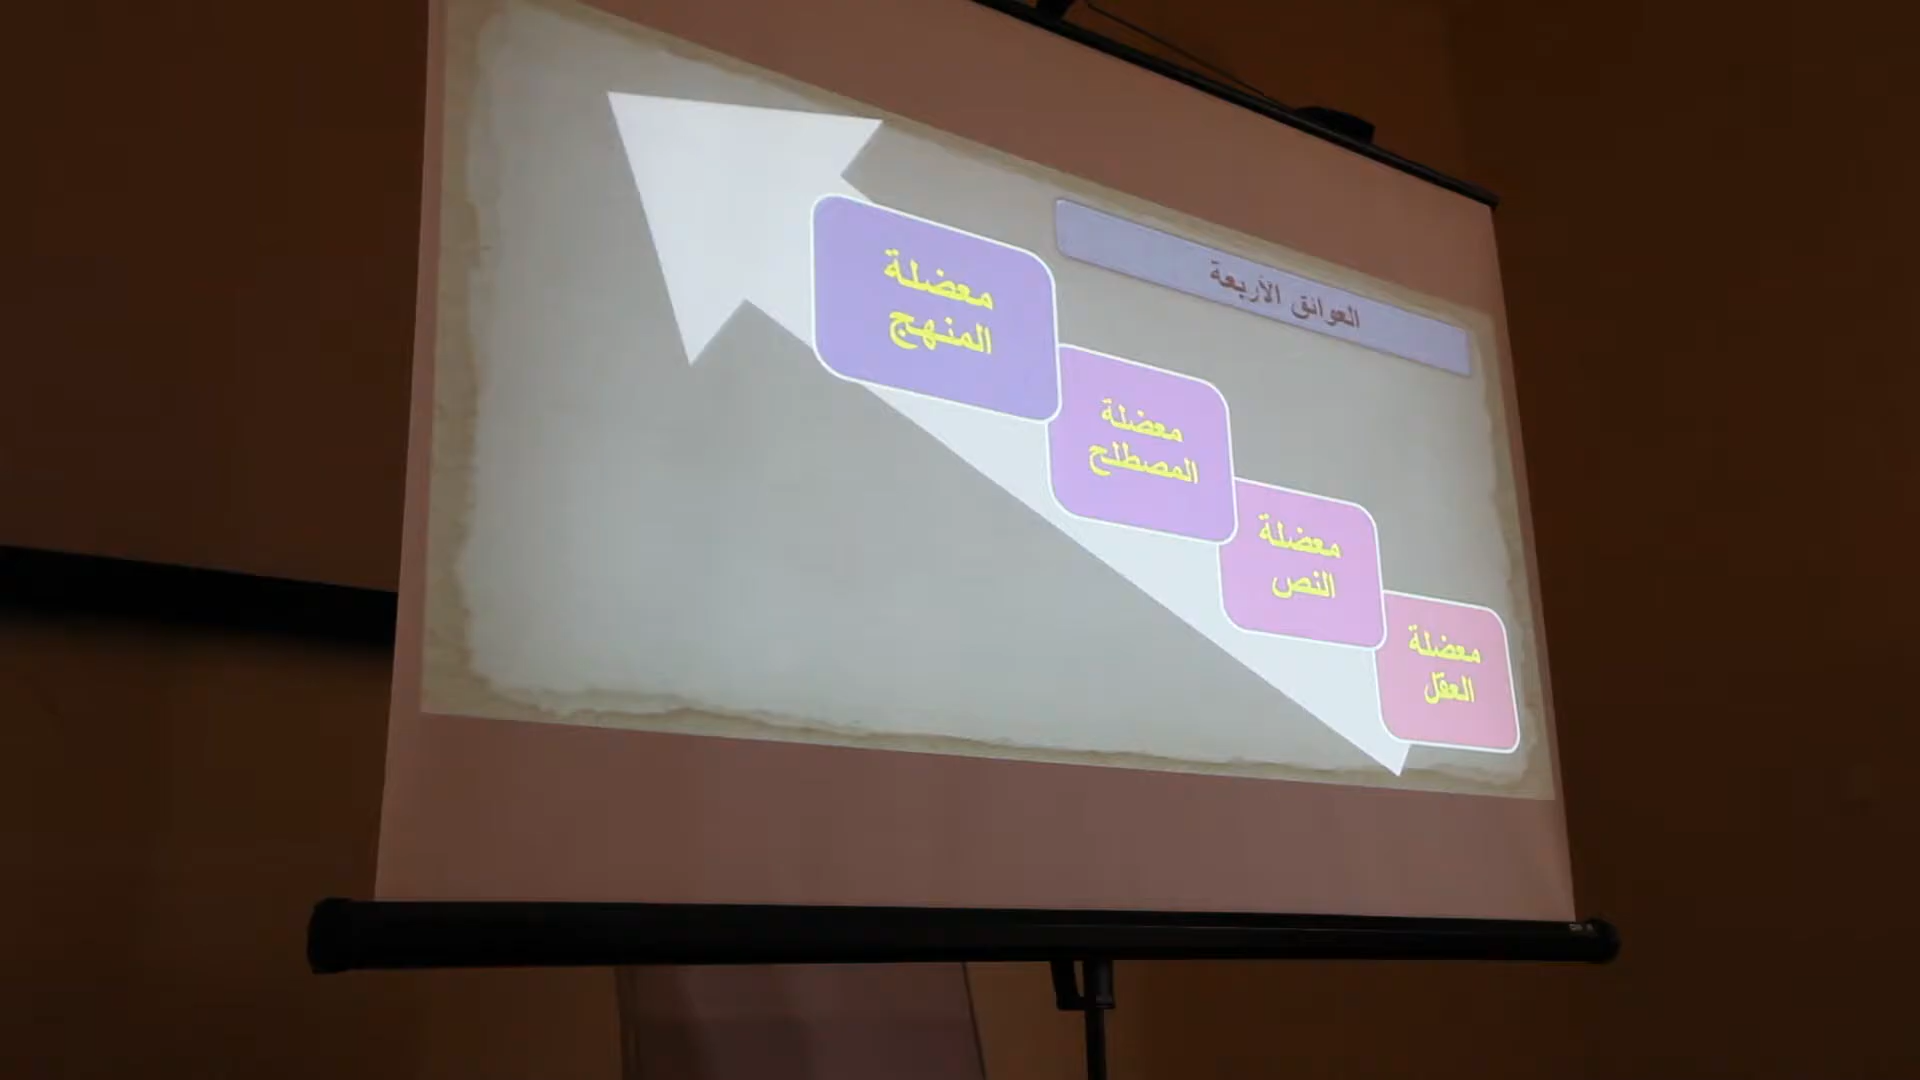 العوائق الأربعة
معضلة
المنهج
معضلة
المصطلح
معضلة
النص
معضلة
العقل